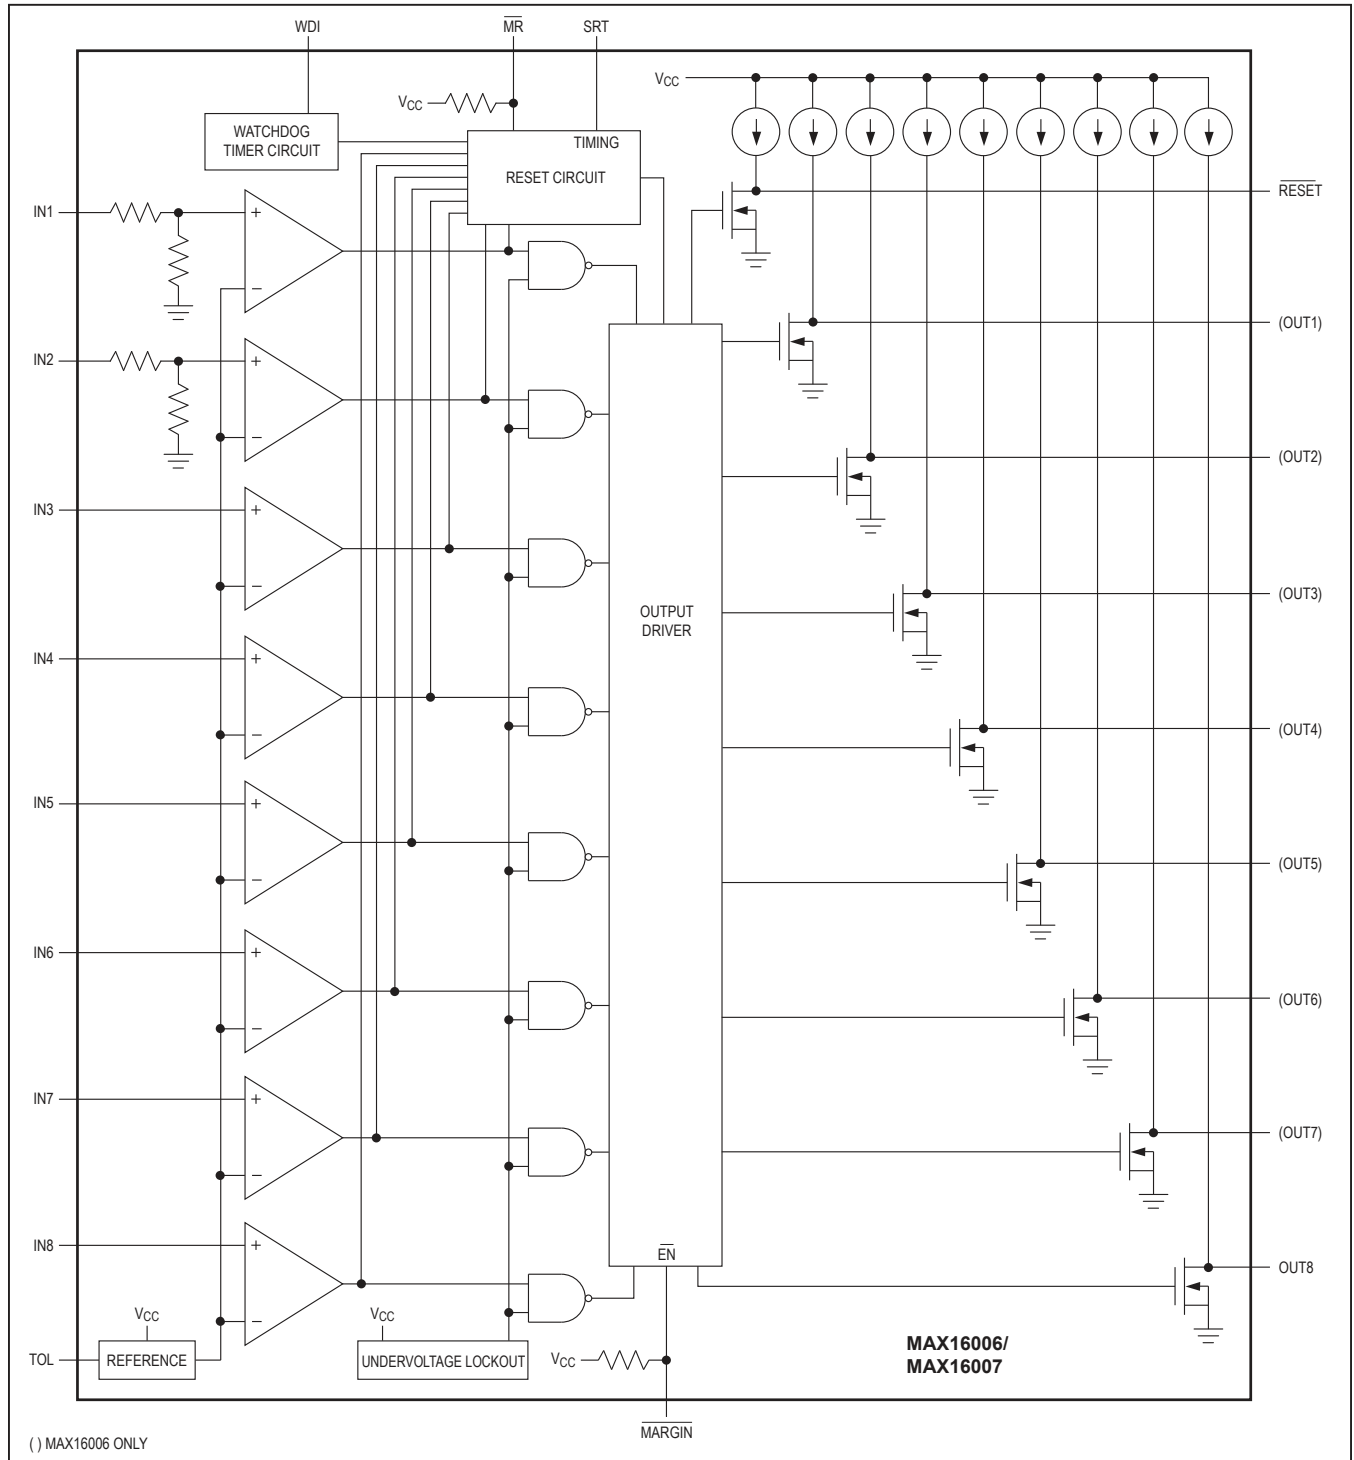 WDI
MR
SRT
VCC
VCC
WATCHDOG
TIMER CIRCUIT
TIMING
RESET CIRCUIT
RESET
IN1
+
−
(OUT1)
IN2
+
−
(OUT2)
IN3
+
−
(OUT3)
OUTPUT
DRIVER
IN4
+
−
(OUT4)
IN5
+
−
(OUT5)
IN6
+
−
(OUT6)
IN7
+
−
(OUT7)
IN8
+
−
EN
OUT8
VCC
VCC
TOL
REFERENCE
UNDERVOLTAGE LOCKOUT
VCC
MAX16006/
MAX16007
MARGIN
( ) MAX16006 ONLY